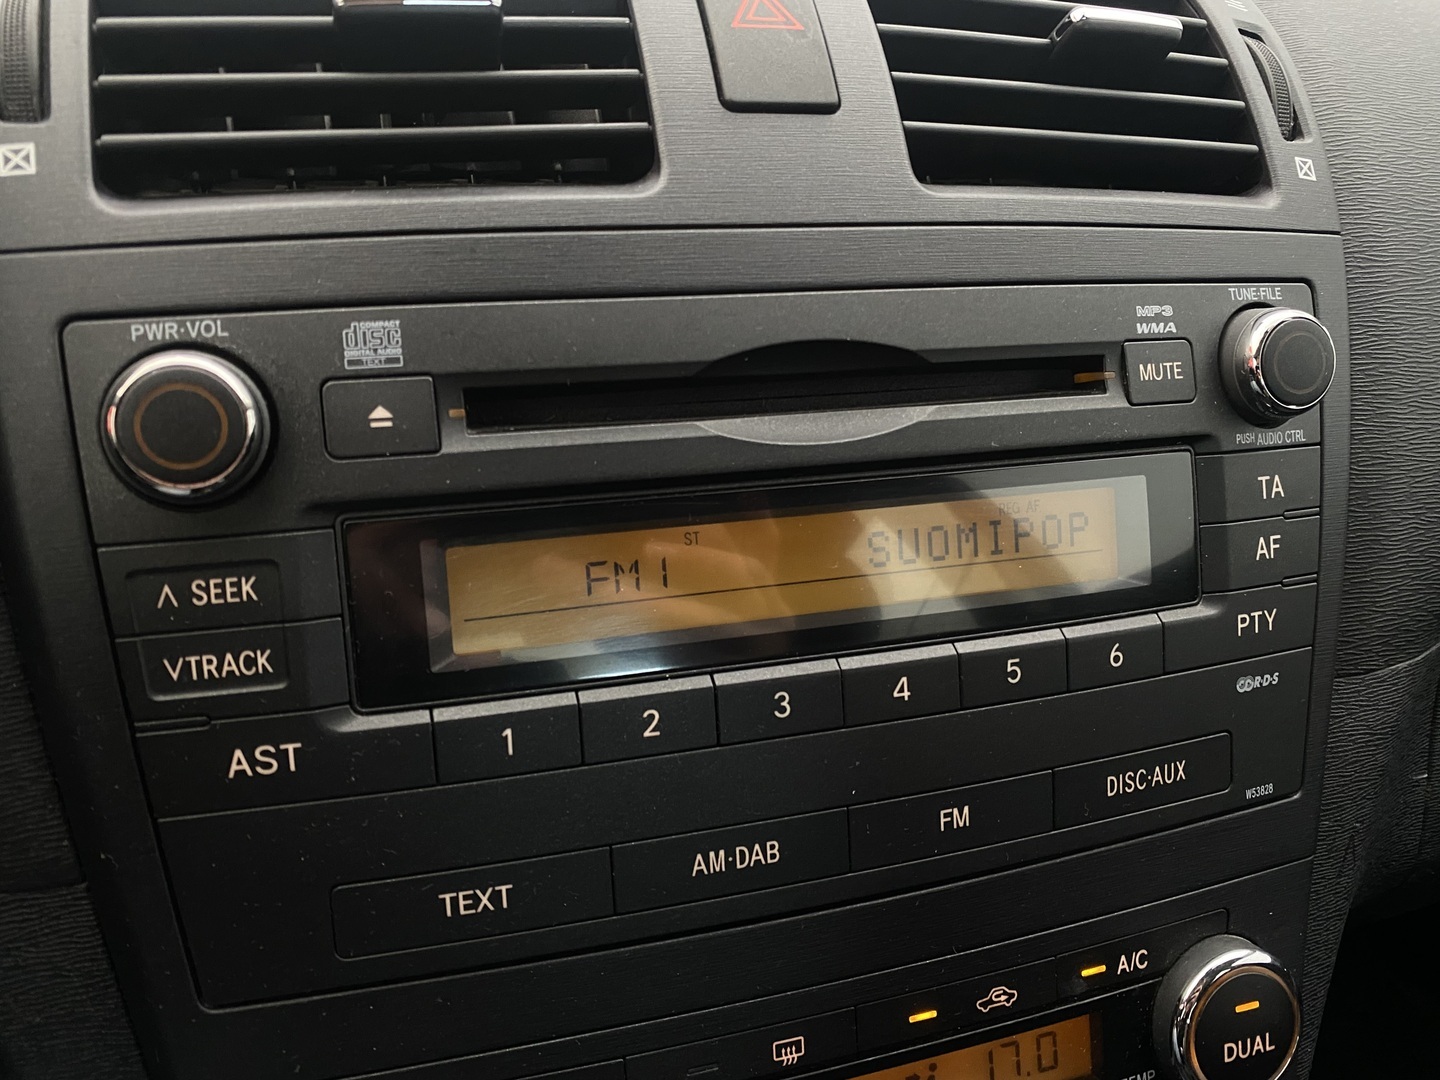 PWR·VOL
COMPACT
disc
DIGITAL AUDIO
TEXT
MP3
WMA
MUTE
TUNE·FILE
PUSH AUDIO CTRL
ST
REG AF
FM1
SUOMIPOP
TA
AF
PTY
R·D·S
∧ SEEK
∨TRACK
AST
1
2
3
4
5
6
TEXT
AM·DAB
FM
DISC·AUX
W53828
A/C
17.0
DUAL